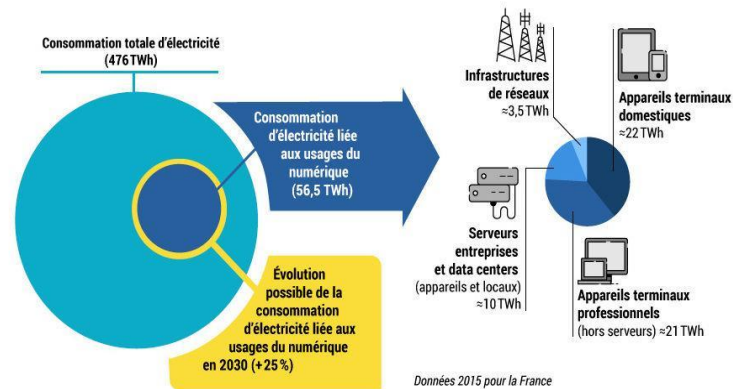 Consommation totale d'électricité
(476 TWh)
Consommation
d'électricité liée
aux usages du
numérique
(56,5 TWh)
Évolution
possible de la
consommation
d'électricité liée aux
usages du numérique
en 2030 (+25 %)
Infrastructures
de réseaux
≈3,5 TWh
Appareils terminaux
domestiques
≈22 TWh
Serveurs
entreprises
et data centers
(appareils et locaux)
≈10 TWh
Appareils terminaux
professionnels
(hors serveurs) ≈21 TWh
Données 2015 pour la France